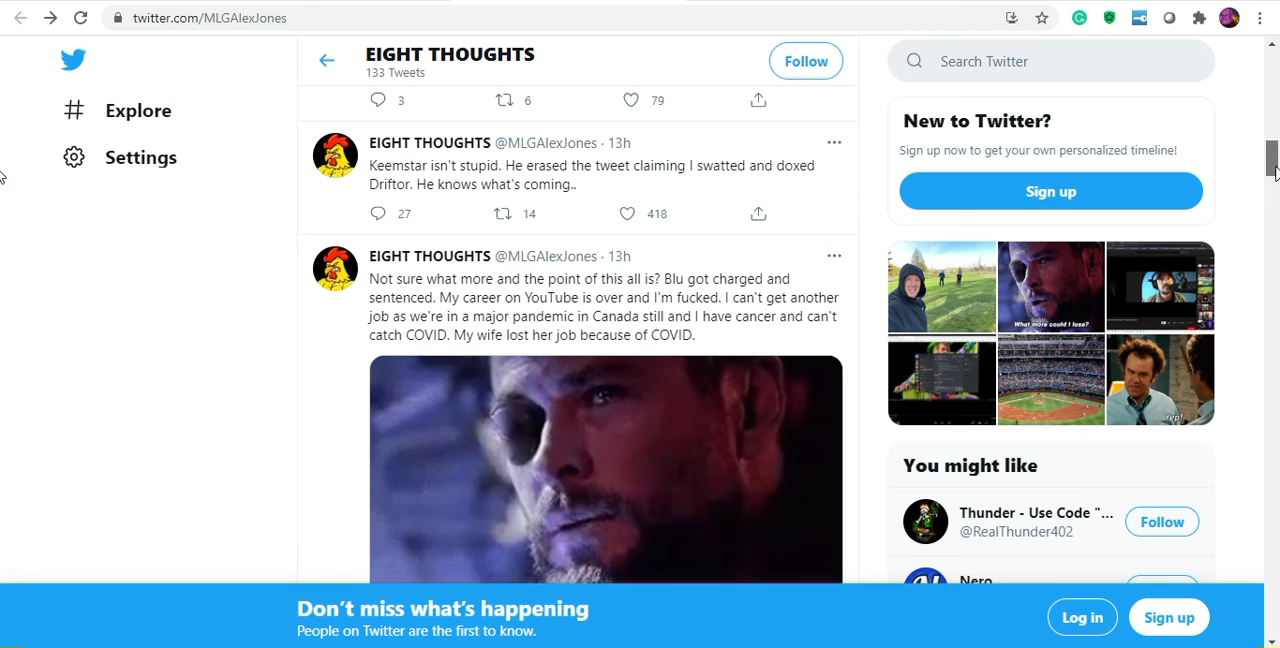 twitter.com/MLGAlexJones
EIGHT THOUGHTS
133 Tweets
Follow
Explore
Settings
3 6 79
EIGHT THOUGHTS @MLGAlexJones · 13h
Keemstar isn't stupid. He erased the tweet claiming I swatted and doxed
Driftor. He knows what's coming..
27 14 418
EIGHT THOUGHTS @MLGAlexJones · 13h
Not sure what more and the point of this all is? Blu got charged and
sentenced. My career on YouTube is over and I'm fucked. I can't get another
job as we're in a major pandemic in Canada still and I have cancer and can't
catch COVID. My wife lost her job because of COVID.
Search Twitter
New to Twitter?
Sign up now to get your own personalized timeline!
Sign up
What more could I lose?
Yep!
You might like
Thunder - Use Code "...
@RealThunder402
Follow
Nero
Don't miss what's happening
People on Twitter are the first to know.
Log in
Sign up